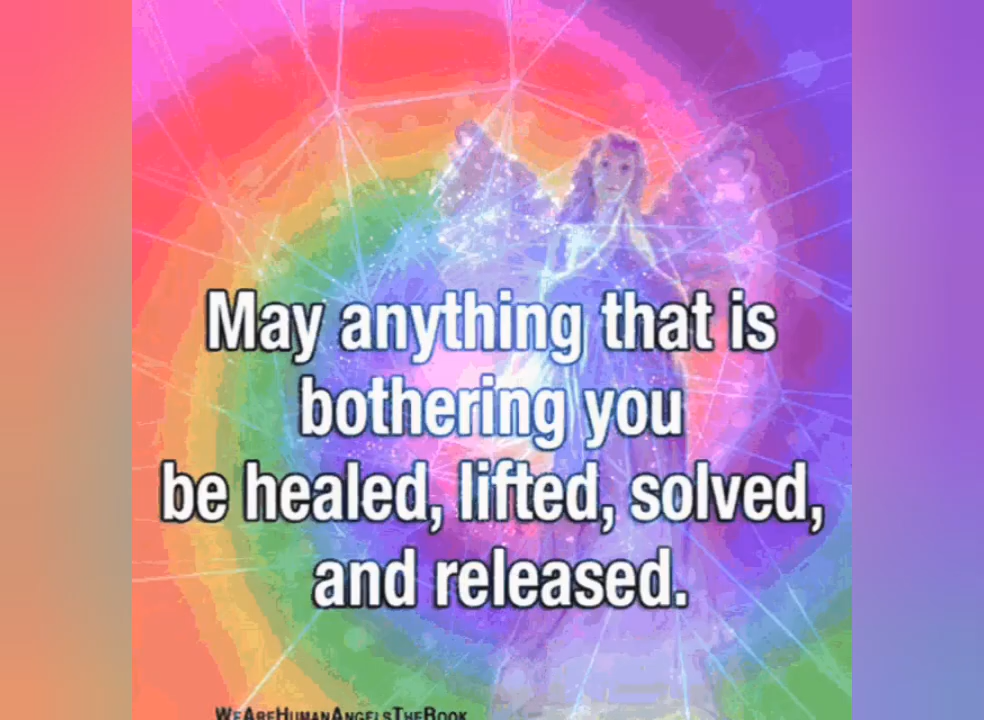 May anything that is
bothering you
be healed, lifted, solved,
and released.
WEAREHUMANANGELSTHEBOOK